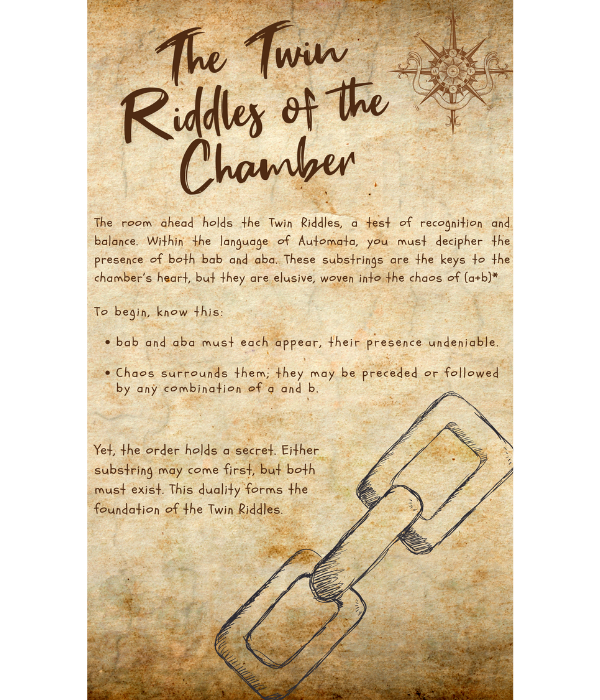 The Twin
Riddles of the
Chamber
The room ahead holds the Twin Riddles, a test of recognition and
balance. Within the language of Automata, you must decipher the
presence of both bab and aba. These substrings are the keys to the
chamber's heart, but they are elusive, woven into the chaos of (a+b)*
To begin, know this:
• bab and aba must each appear, their presence undeniable.
• Chaos surrounds them; they may be preceded or followed
by any combination of a and b.
Yet, the order holds a secret. Either
substring may come first, but both
must exist. This duality forms the
foundation of the Twin Riddles.